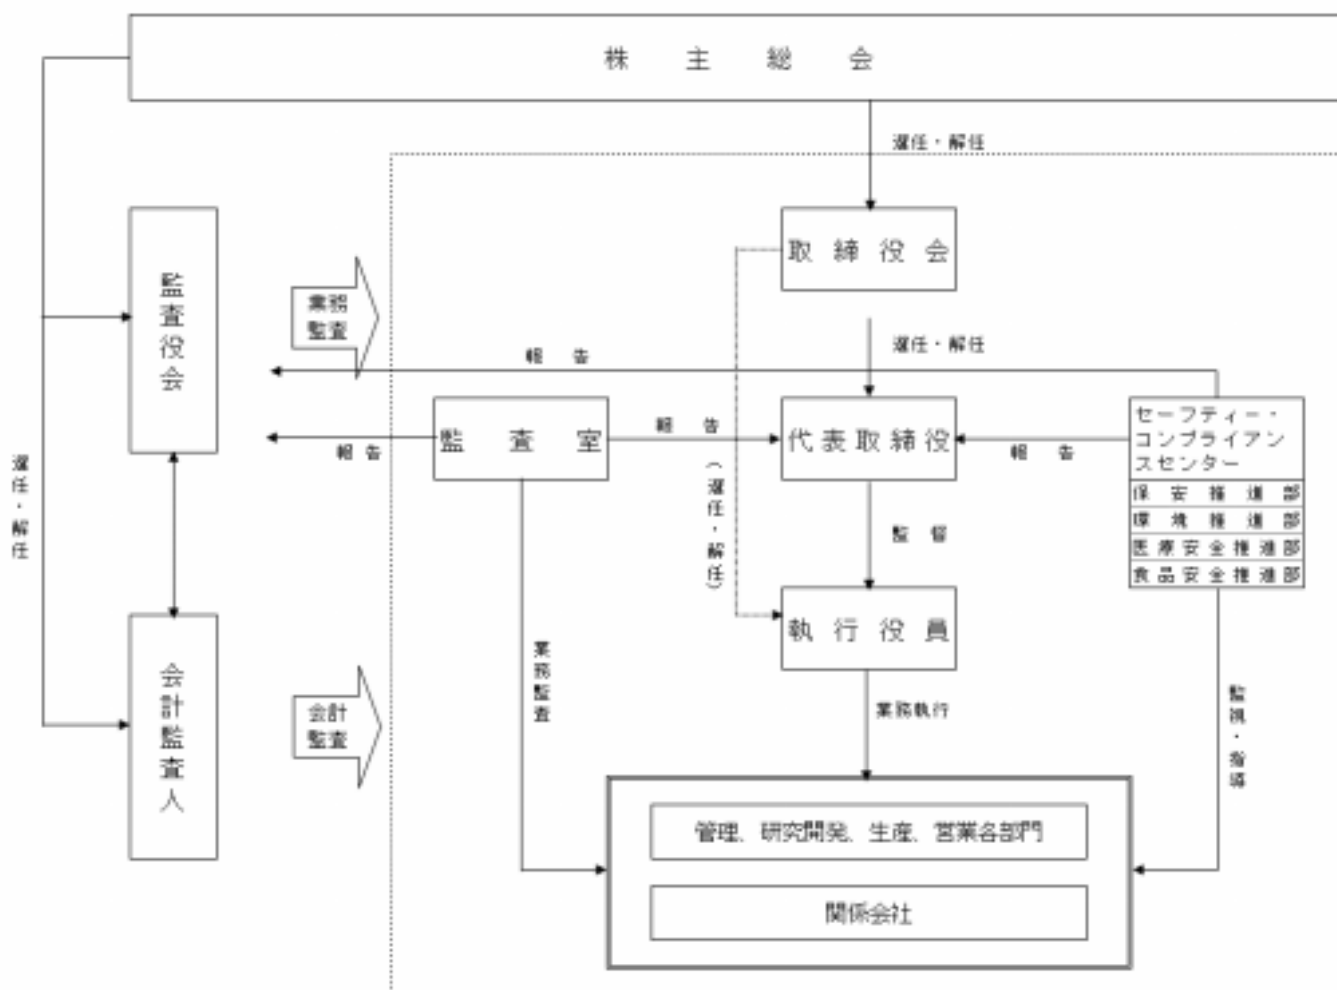 株主総会
選任・解任
取締役会
監査役会
業務
監査
選任・解任
報告
セーフティー・
コンプライアン
スセンター
監査室
報告
代表取締役
報告
報告
選任・解任
(選任・解任)
保安推進部
環境推進部
医療安全推進部
食品安全推進部
監督
執行役員
業務監査
会計監査人
会計
監査
業務執行
監視・指導
管理、研究開発、生産、営業各部門
関係会社